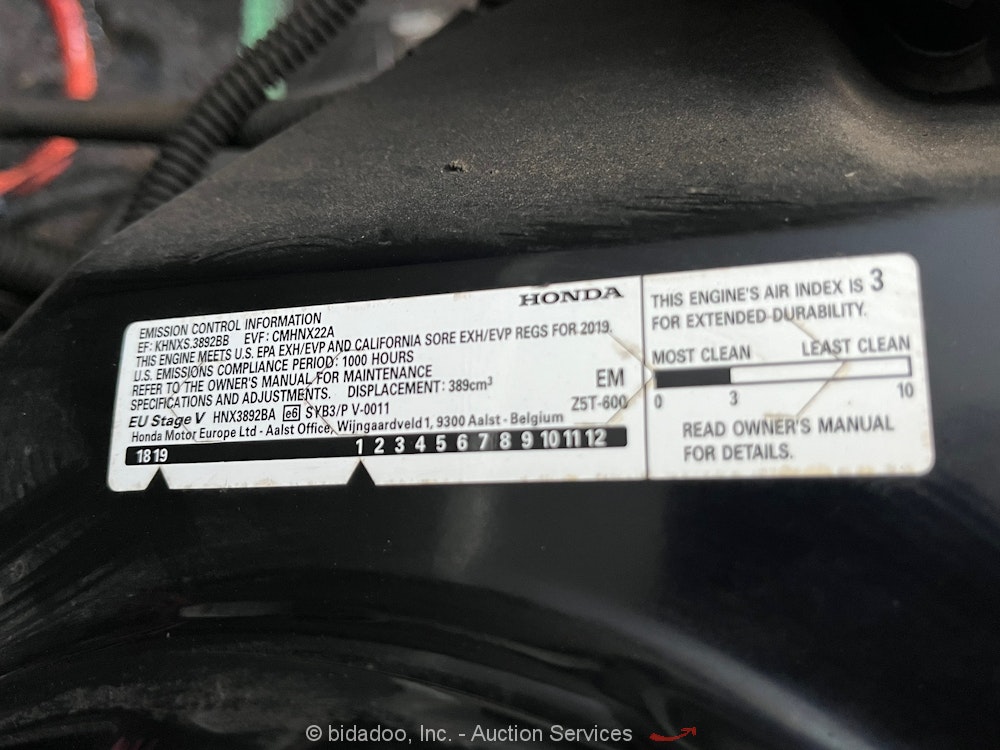 HONDA
EMISSION CONTROL INFORMATION
EF: KHNXS.3892BB EVF: CMHNX22A
THIS ENGINE MEETS U.S. EPA EXH/EVP AND CALIFORNIA SORE EXH/EVP REGS FOR 2019.
U.S. EMISSIONS COMPLIANCE PERIOD: 1000 HOURS
REFER TO THE OWNER'S MANUAL FOR MAINTENANCE
SPECIFICATIONS AND ADJUSTMENTS. DISPLACEMENT: 389cm³ EM
EU Stage V HNX3892BA e6 SYB3/P V-0011 Z5T-600
Honda Motor Europe Ltd - Aalst Office, Wijngaardveld 1, 9300 Aalst - Belgium
18 19 1 2 3 4 5 6 7 8 9 10 11 12
THIS ENGINE'S AIR INDEX IS 3
FOR EXTENDED DURABILITY.
MOST CLEAN LEAST CLEAN
0 3 10
READ OWNER'S MANUAL
FOR DETAILS.
© bidadoo, Inc. - Auction Services